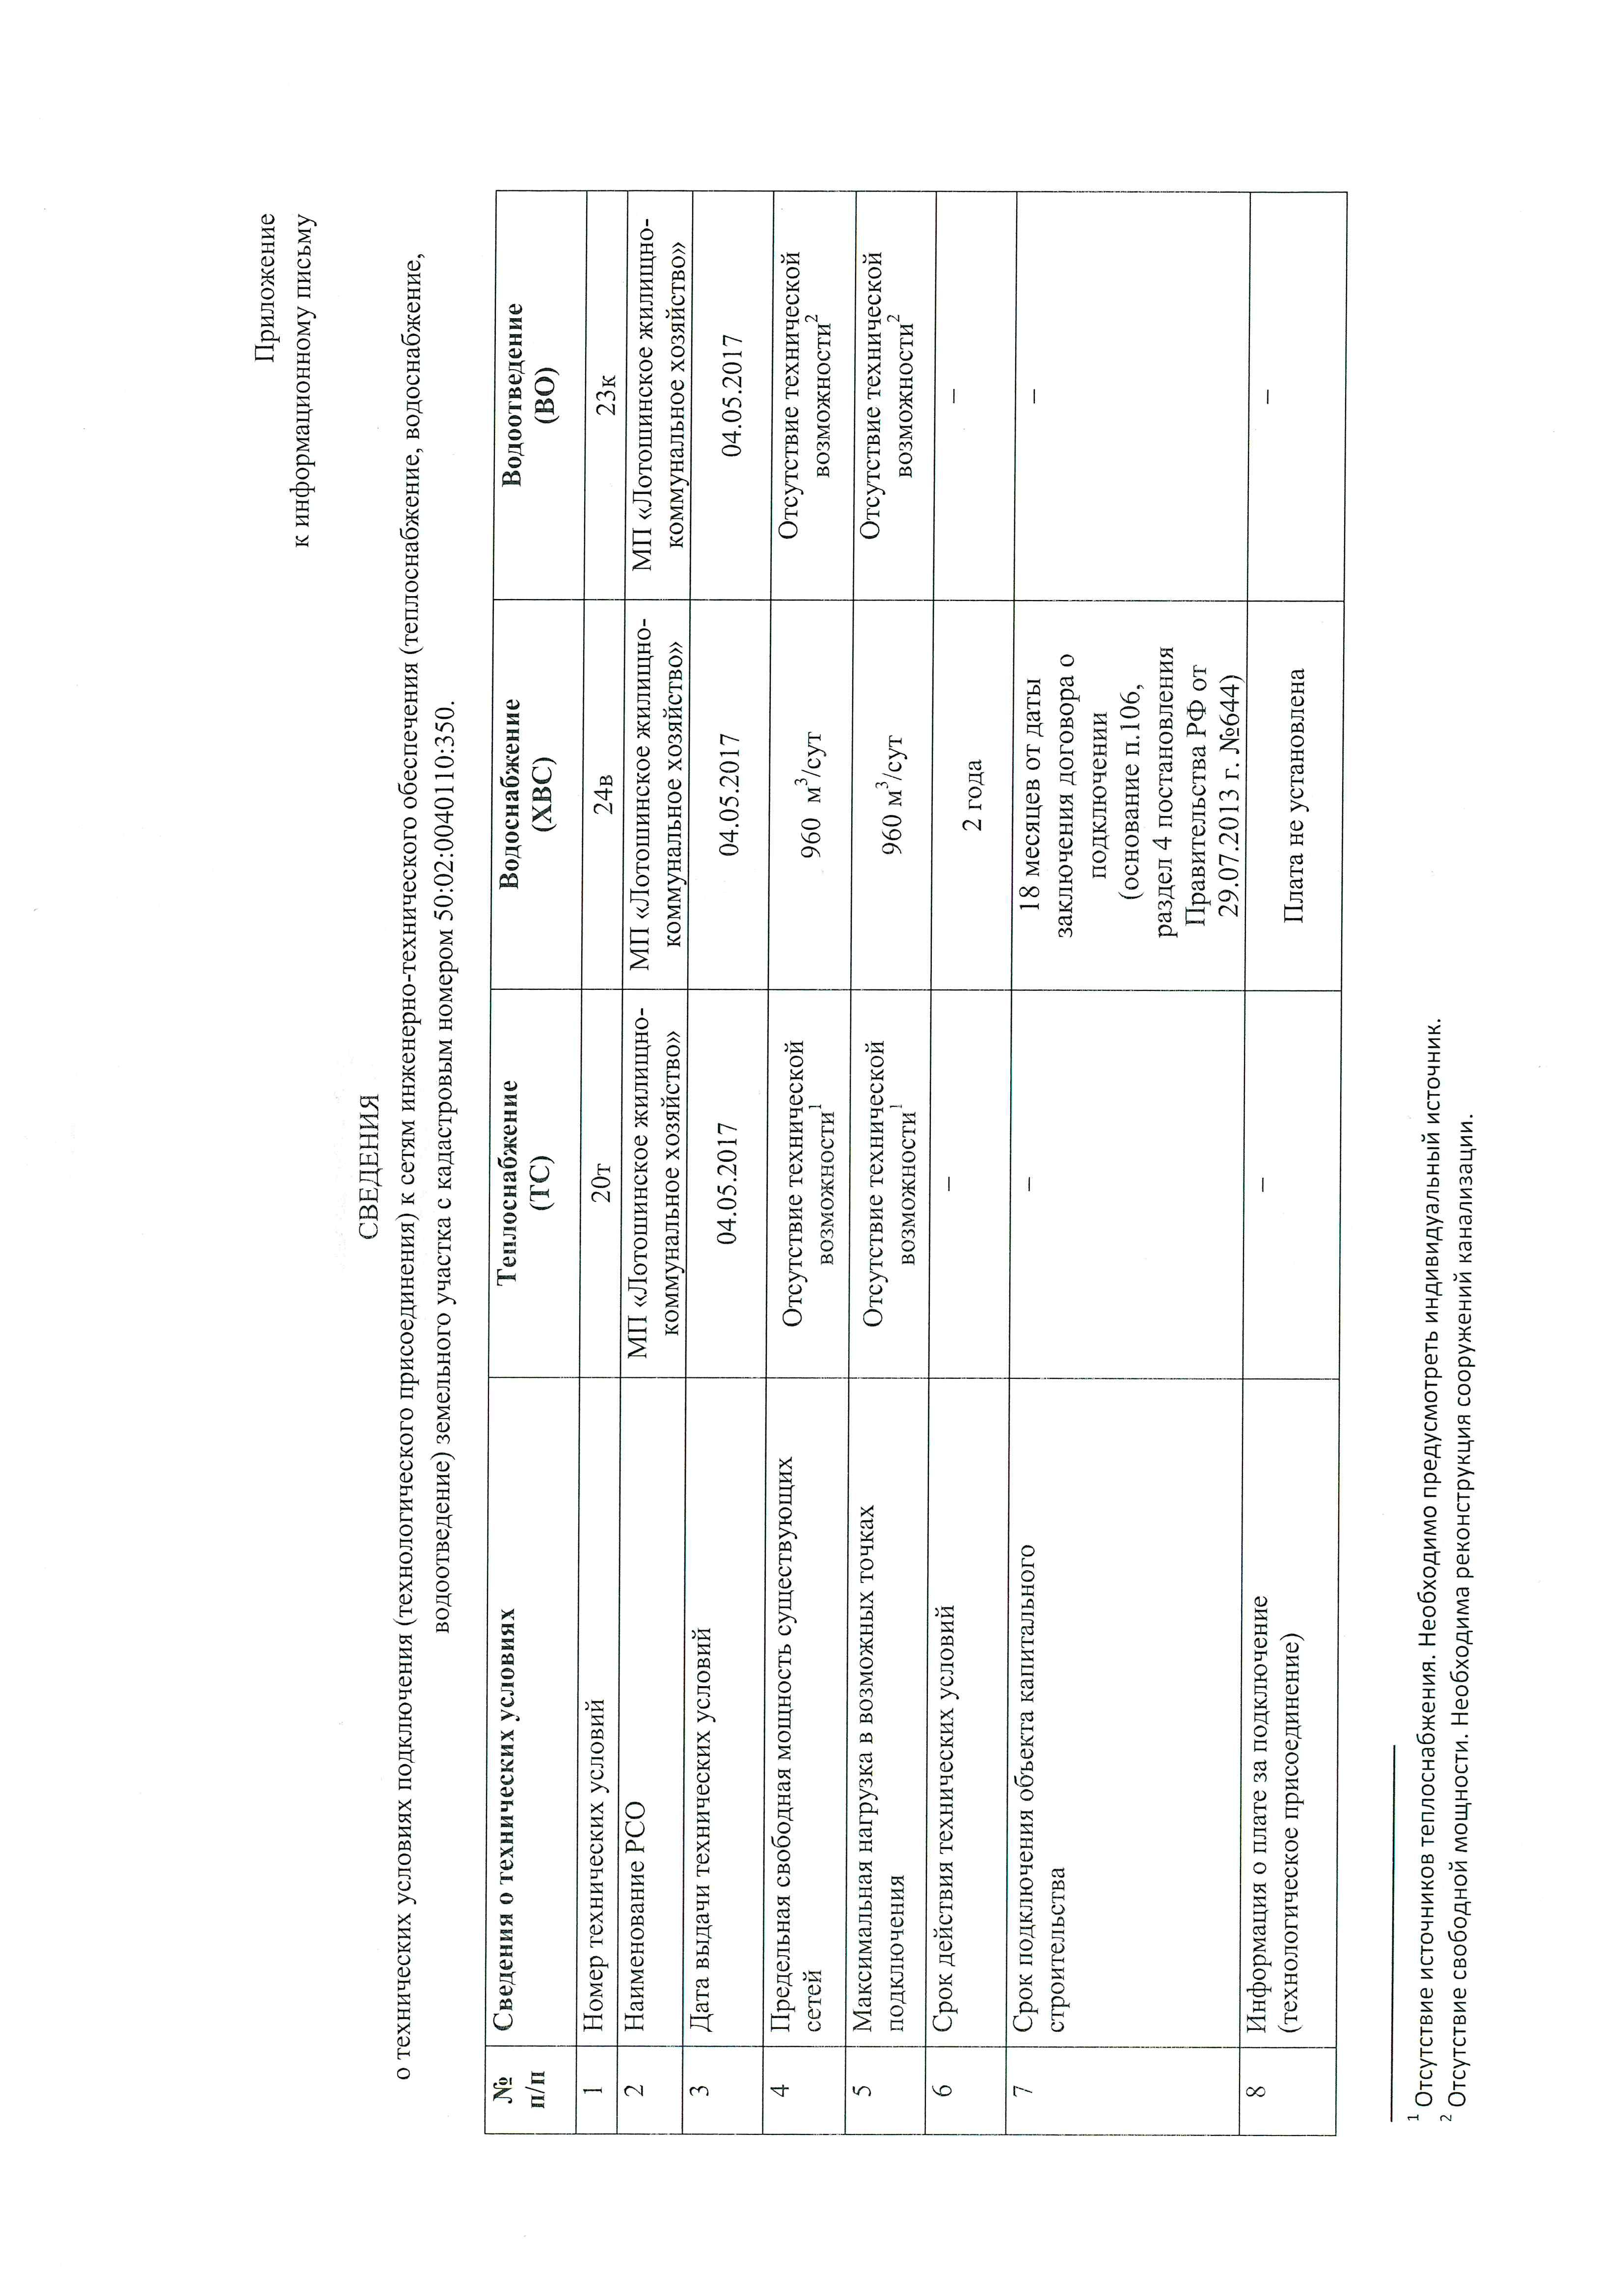 Приложение
к информационному письму
СВЕДЕНИЯ
о технических условиях подключения (технологического присоединения) к сетям инженерно-технического обеспечения (теплоснабжение, водоснабжение,
водоотведение) земельного участка с кадастровым номером 50:02:0040110:350.
№ п/п Сведения о технических условиях Теплоснабжение (ТС) Водоснабжение (ХВС) Водоотведение (ВО)
1 Номер технических условий 20т 24в 23к
2 Наименование РСО МП «Лотошинское жилищно-коммунальное хозяйство» МП «Лотошинское жилищно-коммунальное хозяйство» МП «Лотошинское жилищно-коммунальное хозяйство»
3 Дата выдачи технических условий 04.05.2017 04.05.2017 04.05.2017
4 Предельная свободная мощность существующих сетей Отсутствие технической возможности¹ 960 м³/сут Отсутствие технической возможности²
5 Максимальная нагрузка в возможных точках подключения Отсутствие технической возможности¹ 960 м³/сут Отсутствие технической возможности²
6 Срок действия технических условий – 2 года –
7 Срок подключения объекта капитального строительства – 18 месяцев от даты заключения договора о подключении (основание п.106, раздел 4 постановления Правительства РФ от 29.07.2013 г. №644) –
8 Информация о плате за подключение (технологическое присоединение) – Плата не установлена –
¹ Отсутствие источников теплоснабжения. Необходимо предусмотреть индивидуальный источник.
² Отсутствие свободной мощности. Необходима реконструкция сооружений канализации.